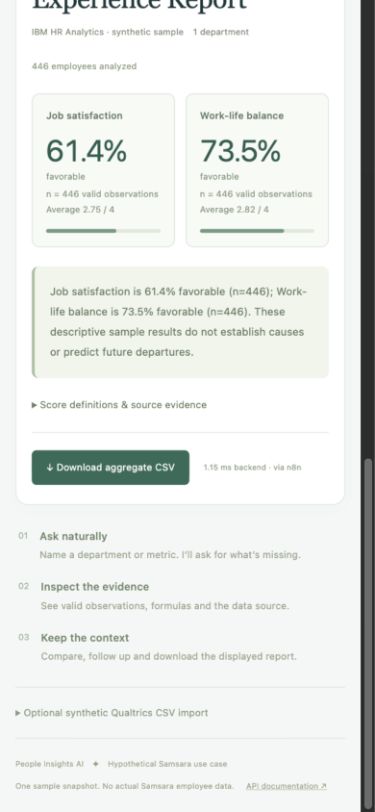 Experience Report
IBM HR Analytics · synthetic sample 1 department
446 employees analyzed
Job satisfaction
61.4%
favorable
n = 446 valid observations
Average 2.75 / 4
Work-life balance
73.5%
favorable
n = 446 valid observations
Average 2.82 / 4
Job satisfaction is 61.4% favorable (n=446); Work-
life balance is 73.5% favorable (n=446). These
descriptive sample results do not establish causes
or predict future departures.
▸ Score definitions & source evidence
↓ Download aggregate CSV
1.15 ms backend · via n8n
01 Ask naturally
Name a department or metric. I'll ask for what's missing.
02 Inspect the evidence
See valid observations, formulas and the data source.
03 Keep the context
Compare, follow up and download the displayed report.
▸ Optional synthetic Qualtrics CSV import
People Insights AI ✦ Hypothetical Samsara use case
One sample snapshot. No actual Samsara employee data. API documentation ↗